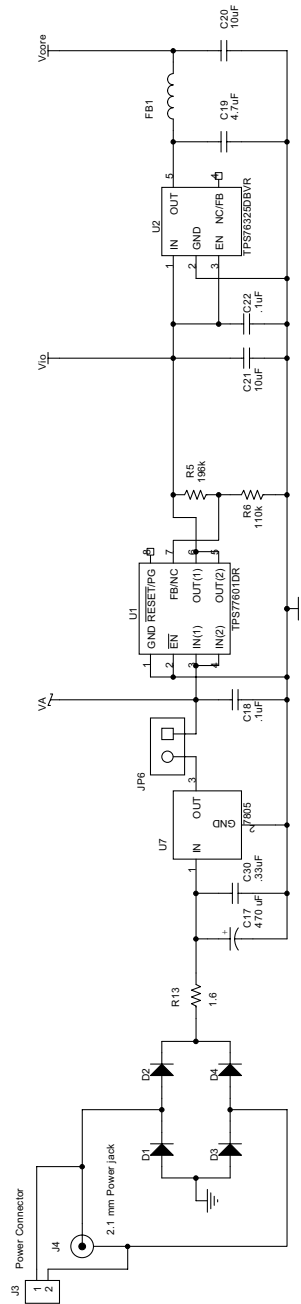 Power Connector
J3
1
2
J4
2.1 mm Power jack
D1
D2
D3
D4
R13
1.6
C17
470 uF
+
C30
.33uF
U7
IN
OUT
GND
1
2
3
7805
JP6
VA
C18
.1uF
U1
1
2
3
4
GND
EN
IN(1)
IN(2)
RESET/PG
FB/NC
OUT(1)
OUT(2)
8
7
6
5
TPS77601DR
R5
196k
R6
110k
Vio
C21
10uF
C22
.1uF
U2
1
2
3
IN
GND
EN
OUT
NC/FB
5
4
TPS76325DBVR
FB1
C19
4.7uF
Vcore
C20
10uF